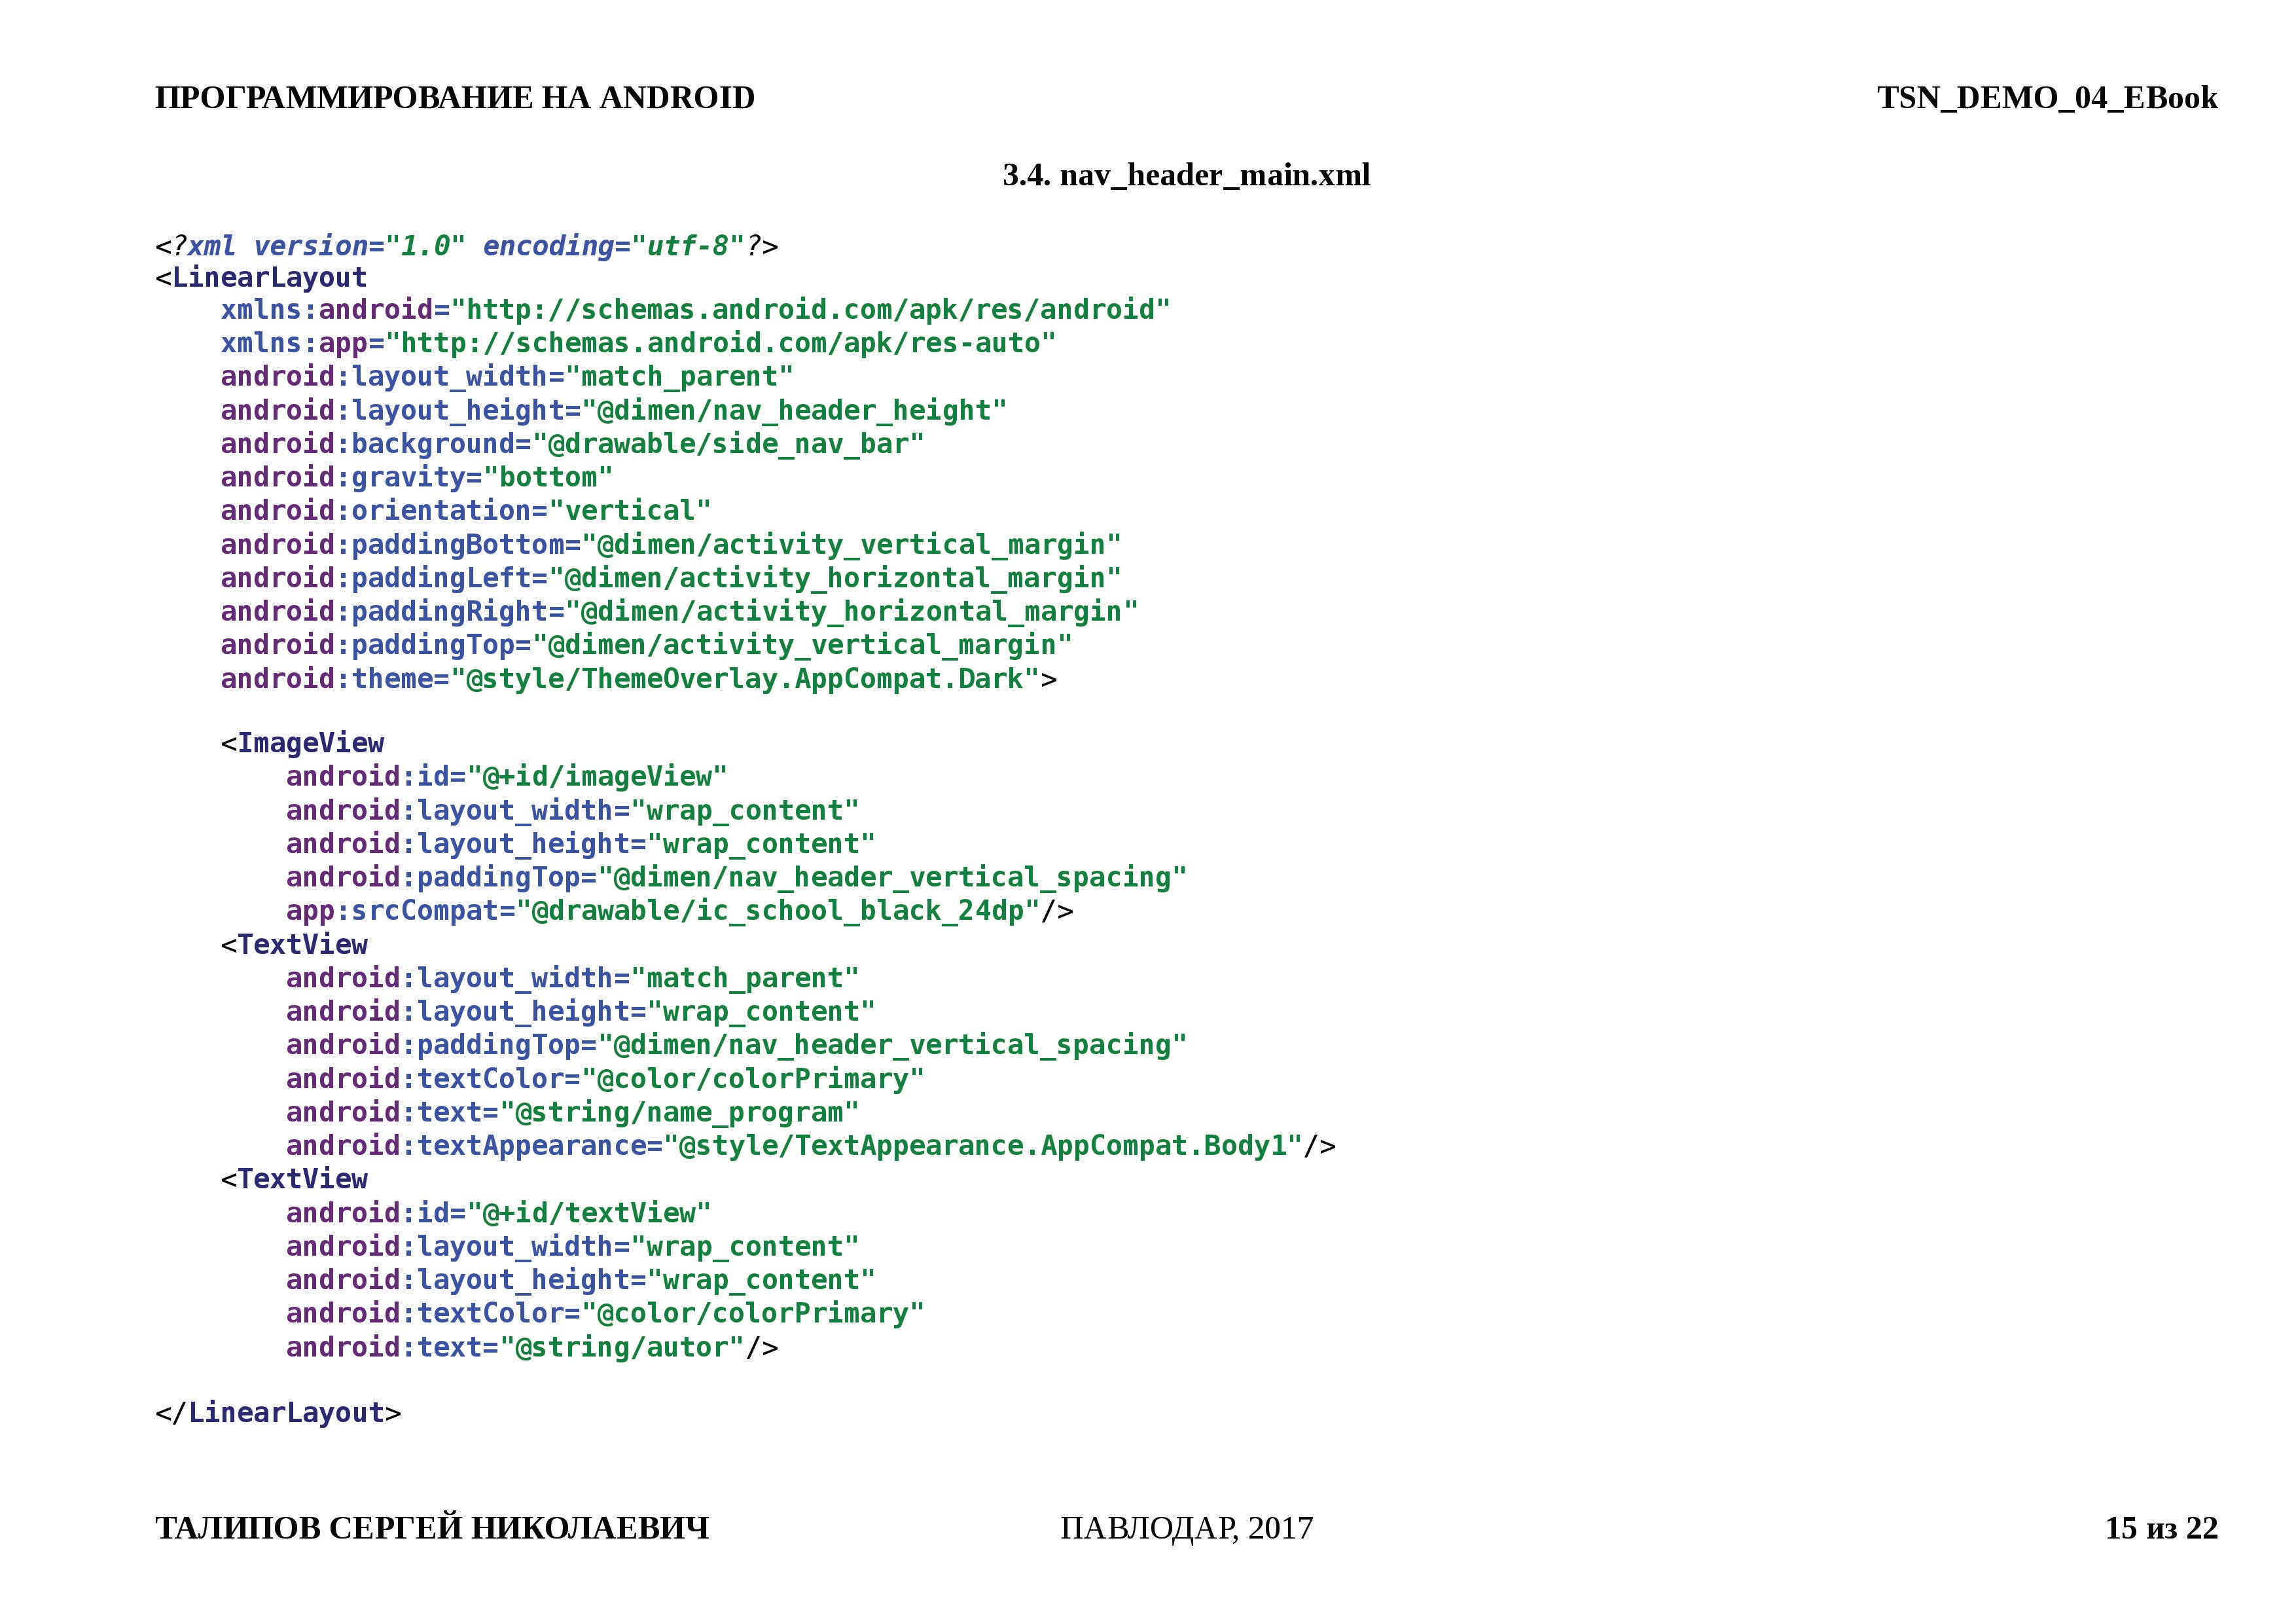 ПРОГРАММИРОВАНИЕ НА ANDROID TSN_DEMO_04_EBook
3.4. nav_header_main.xml
<?xml version="1.0" encoding="utf-8"?>
<LinearLayout
    xmlns:android="http://schemas.android.com/apk/res/android"
    xmlns:app="http://schemas.android.com/apk/res-auto"
    android:layout_width="match_parent"
    android:layout_height="@dimen/nav_header_height"
    android:background="@drawable/side_nav_bar"
    android:gravity="bottom"
    android:orientation="vertical"
    android:paddingBottom="@dimen/activity_vertical_margin"
    android:paddingLeft="@dimen/activity_horizontal_margin"
    android:paddingRight="@dimen/activity_horizontal_margin"
    android:paddingTop="@dimen/activity_vertical_margin"
    android:theme="@style/ThemeOverlay.AppCompat.Dark">
    <ImageView
        android:id="@+id/imageView"
        android:layout_width="wrap_content"
        android:layout_height="wrap_content"
        android:paddingTop="@dimen/nav_header_vertical_spacing"
        app:srcCompat="@drawable/ic_school_black_24dp"/>
    <TextView
        android:layout_width="match_parent"
        android:layout_height="wrap_content"
        android:paddingTop="@dimen/nav_header_vertical_spacing"
        android:textColor="@color/colorPrimary"
        android:text="@string/name_program"
        android:textAppearance="@style/TextAppearance.AppCompat.Body1"/>
    <TextView
        android:id="@+id/textView"
        android:layout_width="wrap_content"
        android:layout_height="wrap_content"
        android:textColor="@color/colorPrimary"
        android:text="@string/autor"/>
</LinearLayout>
ТАЛИПОВ СЕРГЕЙ НИКОЛАЕВИЧ ПАВЛОДАР, 2017 15 из 22